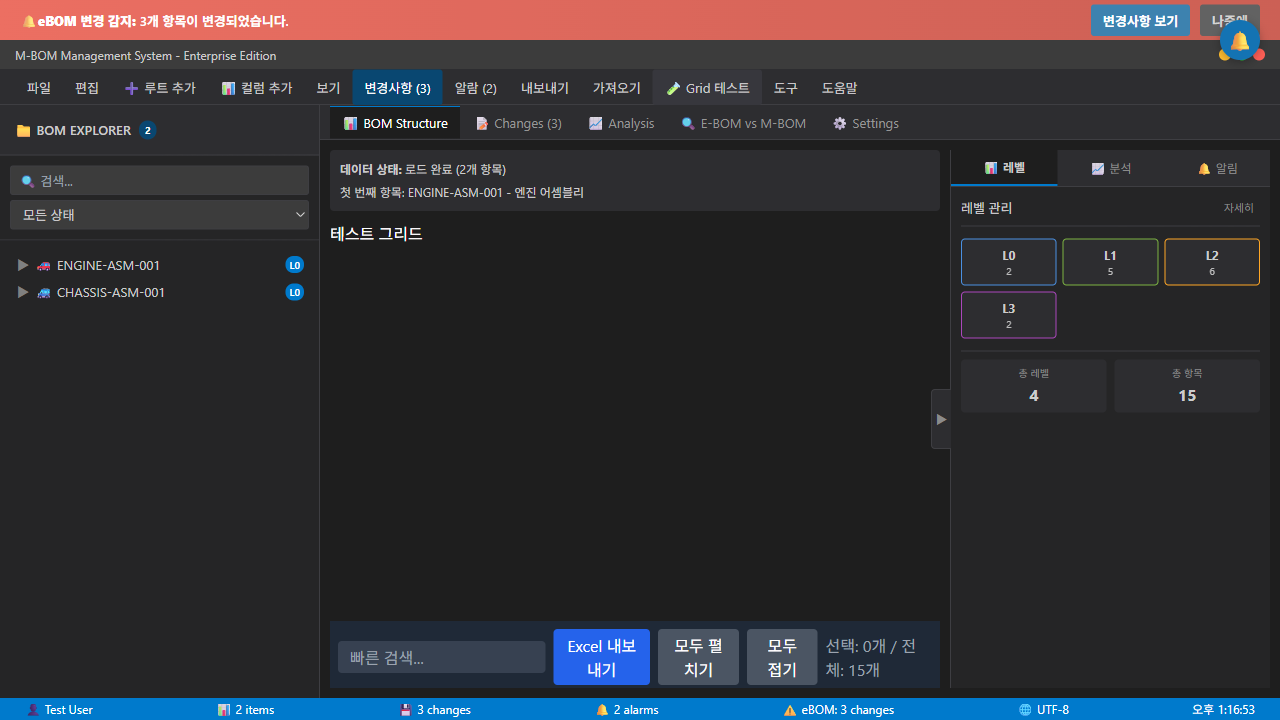 eBOM 변경 감지: 3개 항목이 변경되었습니다.
변경사항 보기
나중에
M-BOM Management System - Enterprise Edition
파일 편집 루트 추가 컬럼 추가 보기 변경사항 (3) 알람 (2) 내보내기 가져오기 Grid 테스트 도구 도움말
BOM EXPLORER 2
검색...
모든 상태
ENGINE-ASM-001 L0
CHASSIS-ASM-001 L0
BOM Structure Changes (3) Analysis E-BOM vs M-BOM Settings
데이터 상태: 로드 완료 (2개 항목)
첫 번째 항목: ENGINE-ASM-001 - 엔진 어셈블리
테스트 그리드
빠른 검색...
Excel 내보
내기
모두 펼
치기
모두
접기
선택: 0개 / 전
체: 15개
레벨 분석 알림
레벨 관리 자세히
L0
2
L1
5
L2
6
L3
2
총 레벨
4
총 항목
15
Test User 2 items 3 changes 2 alarms eBOM: 3 changes UTF-8 오후 1:16:53